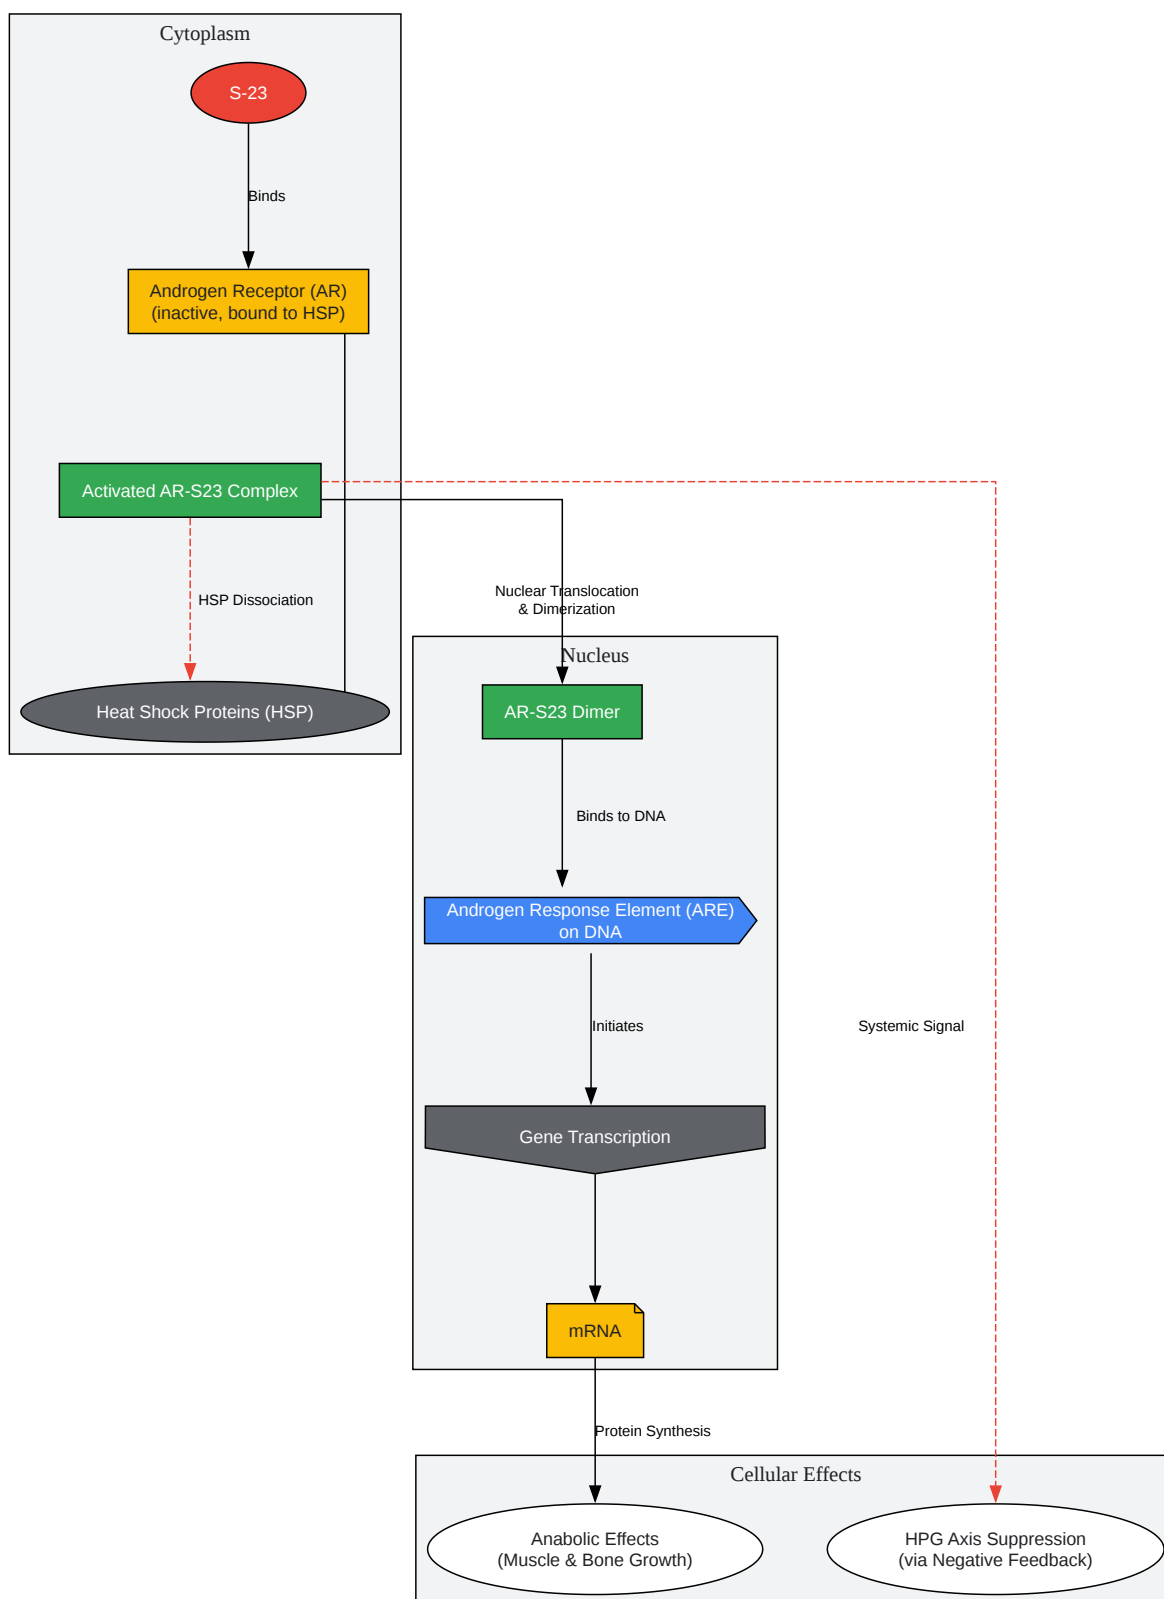 Cytoplasm
S-23
Binds
Androgen Receptor (AR)
(inactive, bound to HSP)
Activated AR-S23 Complex
HSP Dissociation
Nuclear Translocation
& Dimerization
Nucleus
Heat Shock Proteins (HSP)
AR-S23 Dimer
Binds to DNA
Androgen Response Element (ARE)
on DNA
Initiates
Systemic Signal
Gene Transcription
mRNA
Protein Synthesis
Cellular Effects
Anabolic Effects
(Muscle & Bone Growth)
HPG Axis Suppression
(via Negative Feedback)